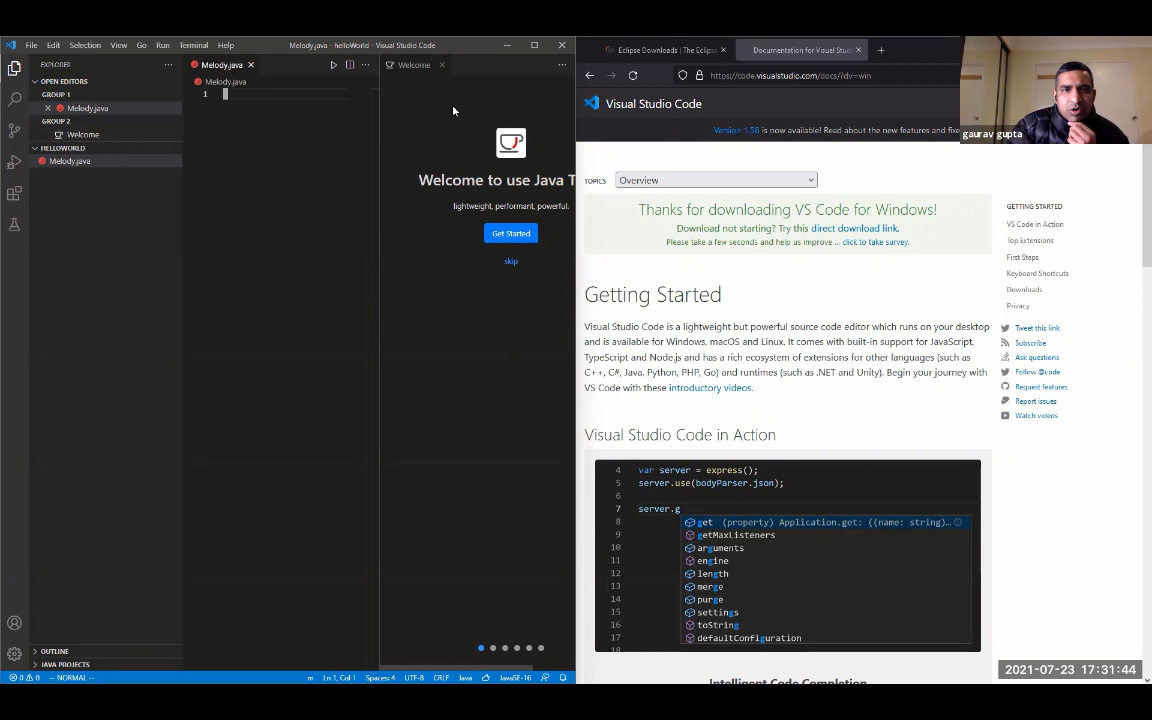 File Edit Selection View Go Run Terminal Help
Melody.java - helloWorld - Visual Studio Code
EXPLORER
OPEN EDITORS
GROUP 1
Melody.java
GROUP 2
Welcome
HELLOWORLD
Melody.java
OUTLINE
JAVA PROJECTS
Melody.java
Melody.java
1
Welcome
Welcome to use Java T
lightweight, performant, powerful.
Get Started
skip
0 0 -- NORMAL -- m Ln 1, Col 1 Spaces: 4 UTF-8 CRLF Java JavaSE-16
Eclipse Downloads | The Eclipse
Documentation for Visual Stu
https://code.visualstudio.com/docs/?dv=win
Visual Studio Code
Version 1.58 is now available! Read about the new features and fix
gaurav gupta
TOPICS Overview
Thanks for downloading VS Code for Windows!
Download not starting? Try this direct download link.
Please take a few seconds and help us improve ... click to take survey.
Getting Started
Visual Studio Code is a lightweight but powerful source code editor which runs on your desktop
and is available for Windows, macOS and Linux. It comes with built-in support for JavaScript,
TypeScript and Node.js and has a rich ecosystem of extensions for other languages (such as
C++, C#, Java, Python, PHP, Go) and runtimes (such as .NET and Unity). Begin your journey with
VS Code with these introductory videos.
Visual Studio Code in Action
4 var server = express();
5 server.use(bodyParser.json);
6
7 server.g
8 get (property) Application.get: ((name: string)...
9 getMaxListeners
10 arguments
11 engine
12 length
13 merge
14 purge
15 settings
16 toString
17 defaultConfiguration
18
Intelligent Code Completion
GETTING STARTED
VS Code in Action
Top Extensions
First Steps
Keyboard Shortcuts
Downloads
Privacy
Tweet this link
Subscribe
Ask questions
Follow @code
Request features
Report issues
Watch videos
2021-07-23 17:31:44